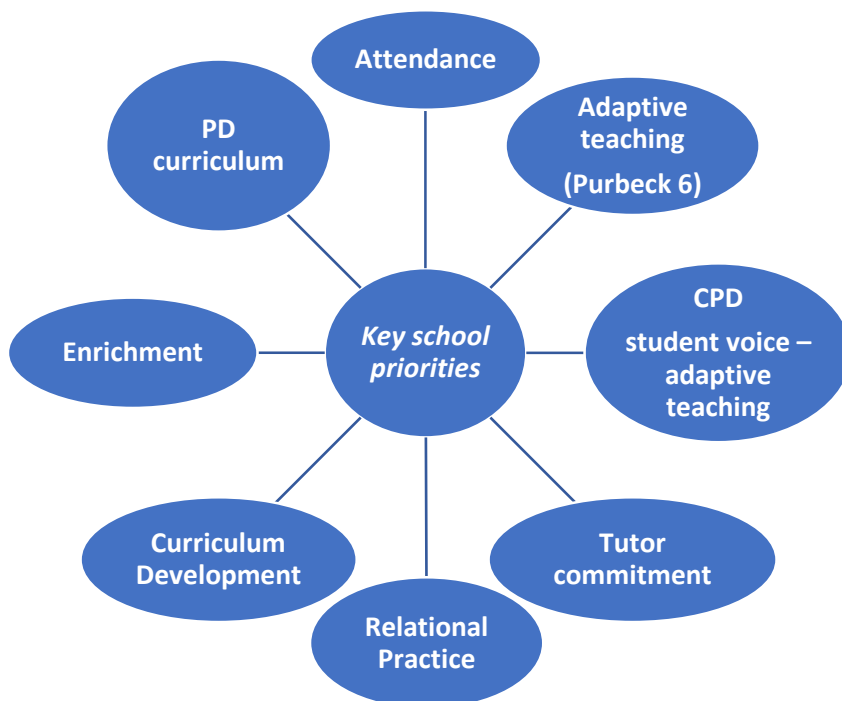 Attendance
Adaptive
teaching
(Purbeck 6)
CPD
student voice –
adaptive
teaching
Tutor
commitment
Relational
Practice
Curriculum
Development
Enrichment
PD
curriculum
Key school
priorities